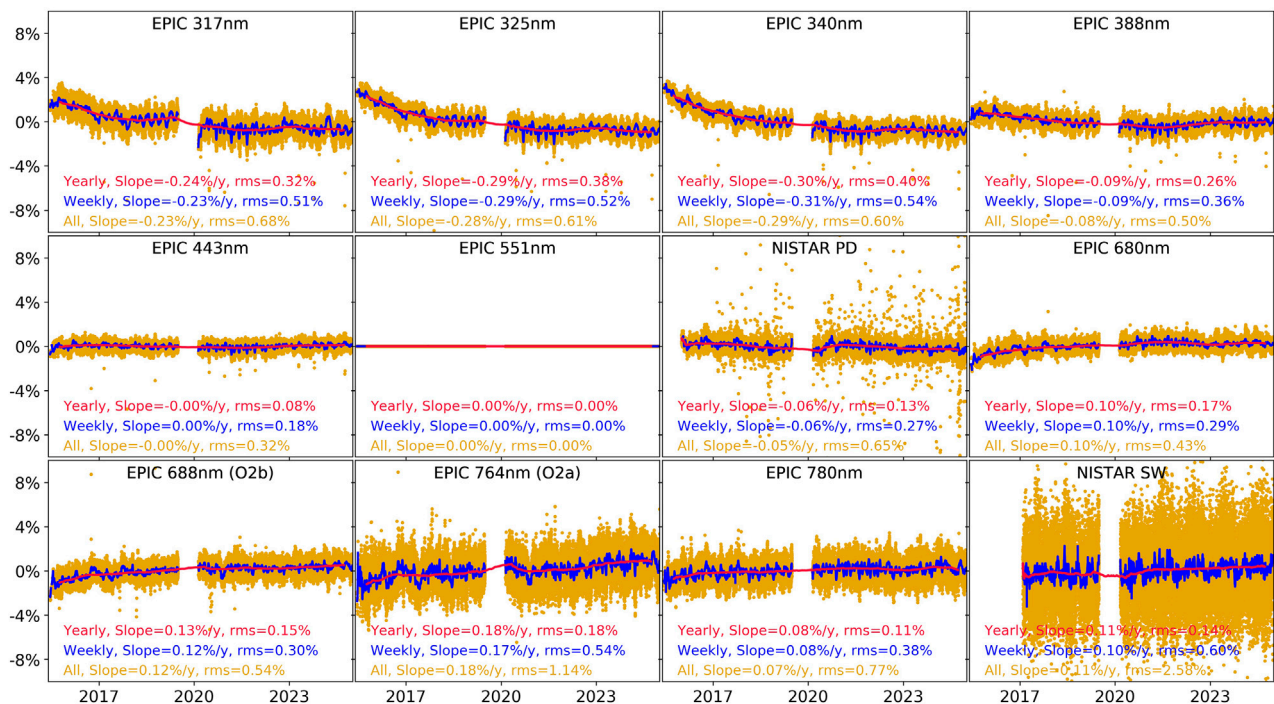 EPIC 317nm
EPIC 325nm
EPIC 340nm
EPIC 388nm
8%
4%
0%
-4%
-8%
Yearly, Slope=-0.24%/y, rms=0.32%
Weekly, Slope=-0.23%/y, rms=0.51%
All, Slope=-0.23%/y, rms=0.68%
Yearly, Slope=-0.29%/y, rms=0.38%
Weekly, Slope=-0.29%/y, rms=0.52%
All, Slope=-0.28%/y, rms=0.61%
Yearly, Slope=-0.30%/y, rms=0.40%
Weekly, Slope=-0.31%/y, rms=0.54%
All, Slope=-0.29%/y, rms=0.60%
Yearly, Slope=-0.09%/y, rms=0.26%
Weekly, Slope=-0.09%/y, rms=0.36%
All, Slope=-0.08%/y, rms=0.50%
EPIC 443nm
EPIC 551nm
NISTAR PD
EPIC 680nm
8%
4%
0%
-4%
-8%
Yearly, Slope=-0.00%/y, rms=0.08%
Weekly, Slope=0.00%/y, rms=0.18%
All, Slope=-0.00%/y, rms=0.32%
Yearly, Slope=0.00%/y, rms=0.00%
Weekly, Slope=0.00%/y, rms=0.00%
All, Slope=0.00%/y, rms=0.00%
Yearly, Slope=-0.06%/y, rms=0.13%
Weekly, Slope=-0.06%/y, rms=0.27%
All, Slope=-0.05%/y, rms=0.65%
Yearly, Slope=0.10%/y, rms=0.17%
Weekly, Slope=0.10%/y, rms=0.29%
All, Slope=0.10%/y, rms=0.43%
EPIC 688nm (O2b)
EPIC 764nm (O2a)
EPIC 780nm
NISTAR SW
8%
4%
0%
-4%
-8%
Yearly, Slope=0.13%/y, rms=0.15%
Weekly, Slope=0.12%/y, rms=0.30%
All, Slope=0.12%/y, rms=0.54%
Yearly, Slope=0.18%/y, rms=0.18%
Weekly, Slope=0.17%/y, rms=0.54%
All, Slope=0.18%/y, rms=1.14%
Yearly, Slope=0.08%/y, rms=0.11%
Weekly, Slope=0.08%/y, rms=0.38%
All, Slope=0.07%/y, rms=0.77%
Yearly, Slope=0.11%/y, rms=0.14%
Weekly, Slope=0.10%/y, rms=0.60%
All, Slope=0.11%/y, rms=2.58%
2017 2020 2023
2017 2020 2023
2017 2020 2023
2017 2020 2023